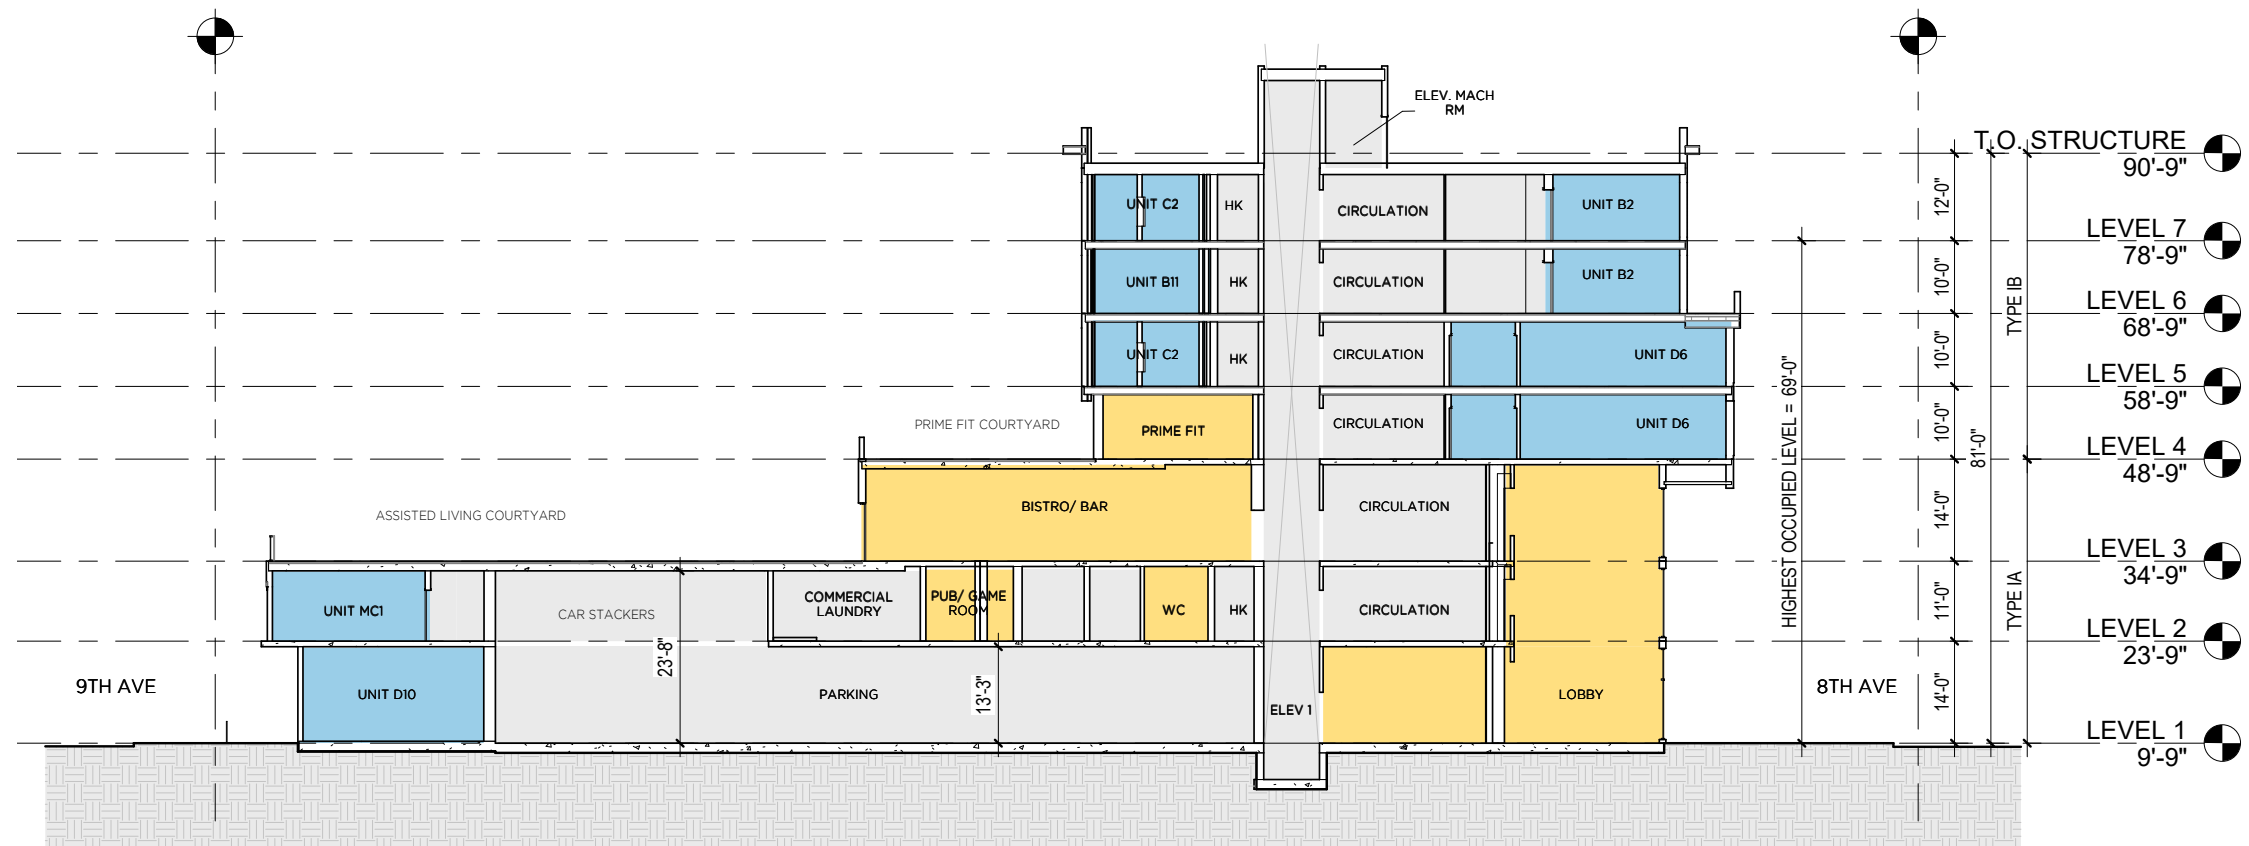 ELEV. MACH
RM
T.O. STRUCTURE
90'-9"
12'-0"
UNIT C2
HK
CIRCULATION
UNIT B2
LEVEL 7
78'-9"
10'-0"
UNIT B11
HK
CIRCULATION
UNIT B2
TYPE IB
LEVEL 6
68'-9"
10'-0"
UNIT C2
HK
CIRCULATION
UNIT D6
HIGHEST OCCUPIED LEVEL = 69'-0"
LEVEL 5
58'-9"
10'-0"
81'-0"
PRIME FIT COURTYARD
PRIME FIT
CIRCULATION
UNIT D6
LEVEL 4
48'-9"
14'-0"
ASSISTED LIVING COURTYARD
BISTRO/ BAR
CIRCULATION
LEVEL 3
34'-9"
11'-0"
TYPE IA
UNIT MC1
CAR STACKERS
23'-8"
COMMERCIAL
LAUNDRY
PUB/ GAME
ROOM
WC
HK
CIRCULATION
LEVEL 2
23'-9"
14'-0"
9TH AVE
UNIT D10
PARKING
13'-3"
ELEV 1
LOBBY
8TH AVE
LEVEL 1
9'-9"